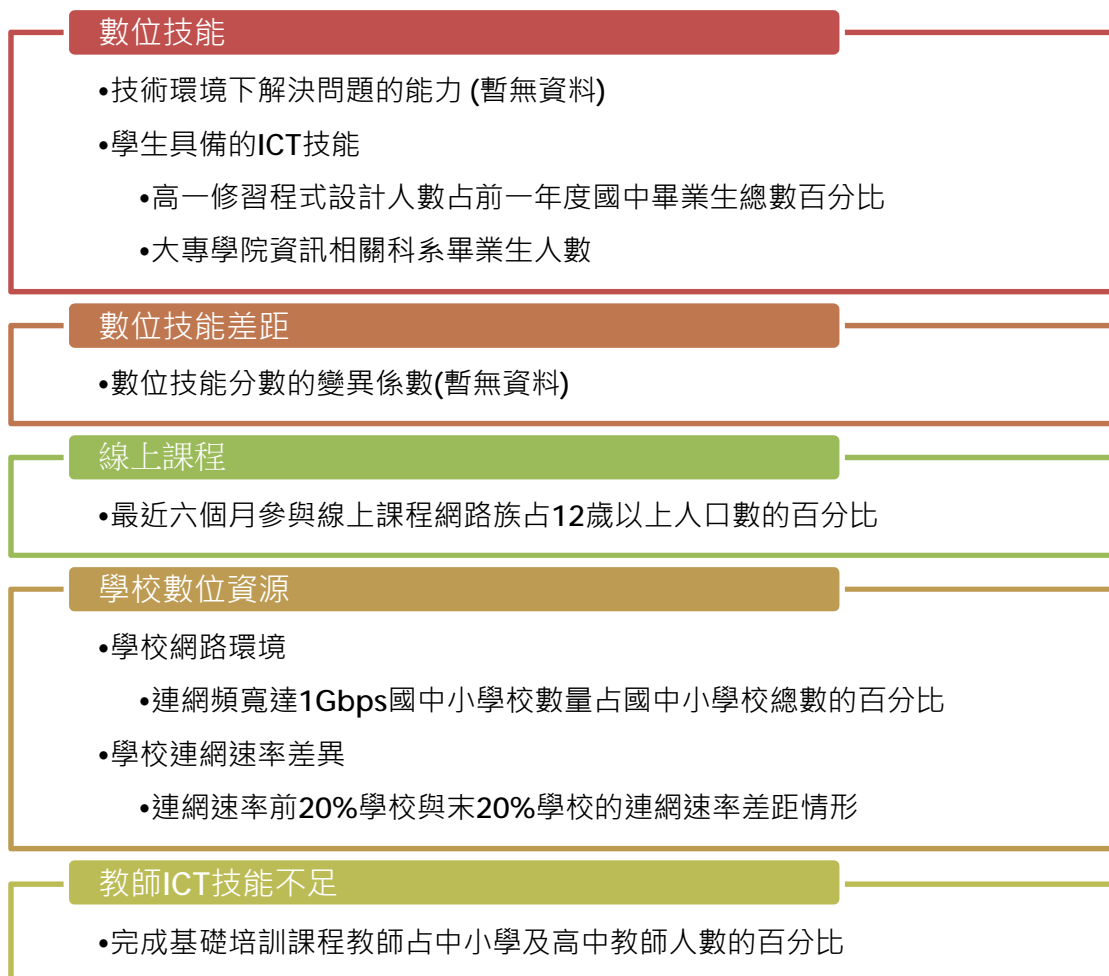 數位技能
•技術環境下解決問題的能力 (暫無資料)
•學生具備的ICT技能
•高一修習程式設計人數占前一年度國中畢業生總數百分比
•大專學院資訊相關科系畢業生人數
數位技能差距
•數位技能分數的變異係數(暫無資料)
線上課程
•最近六個月參與線上課程網路族占12歲以上人口數的百分比
學校數位資源
•學校網路環境
•連網頻寬達1Gbps國中小學校數量占國中小學校總數的百分比
•學校連網速率差異
•連網速率前20%學校與末20%學校的連網速率差距情形
教師ICT技能不足
•完成基礎培訓課程教師占中小學及高中教師人數的百分比